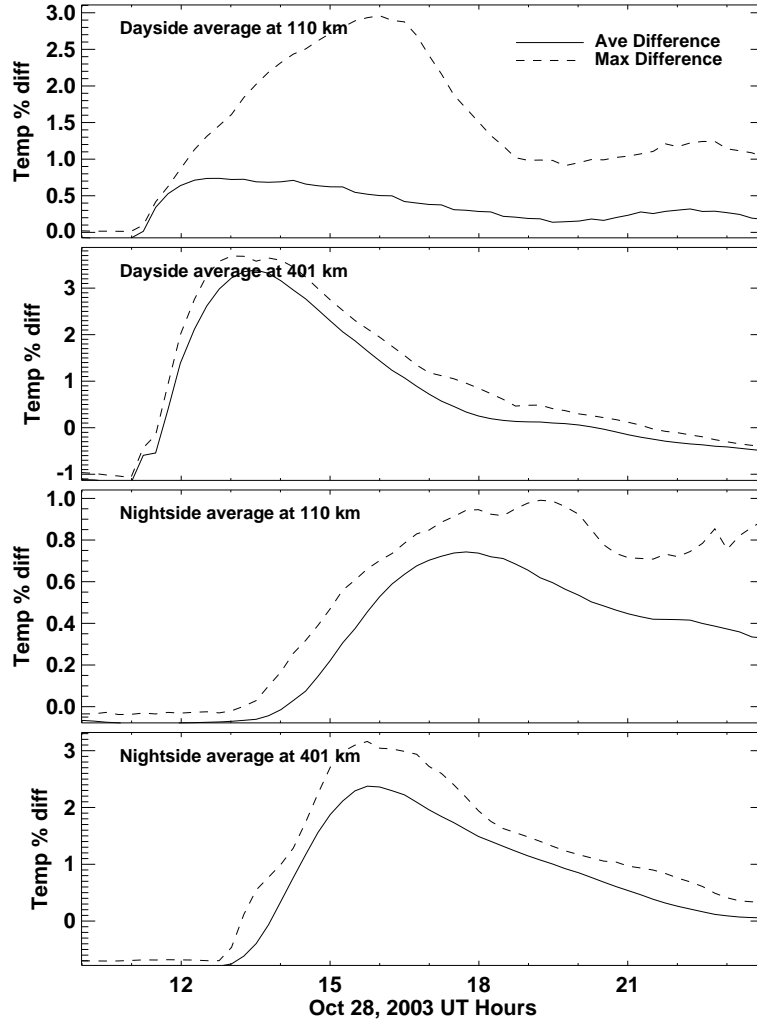 Dayside average at 110 km
Ave Difference
Max Difference
Temp % diff
3.0
2.5
2.0
1.5
1.0
0.5
0.0
Dayside average at 401 km
Temp % diff
3
2
1
0
-1
Nightside average at 110 km
Temp % diff
1.0
0.8
0.6
0.4
0.2
0.0
Nightside average at 401 km
Temp % diff
3
2
1
0
12 15 18 21
Oct 28, 2003 UT Hours